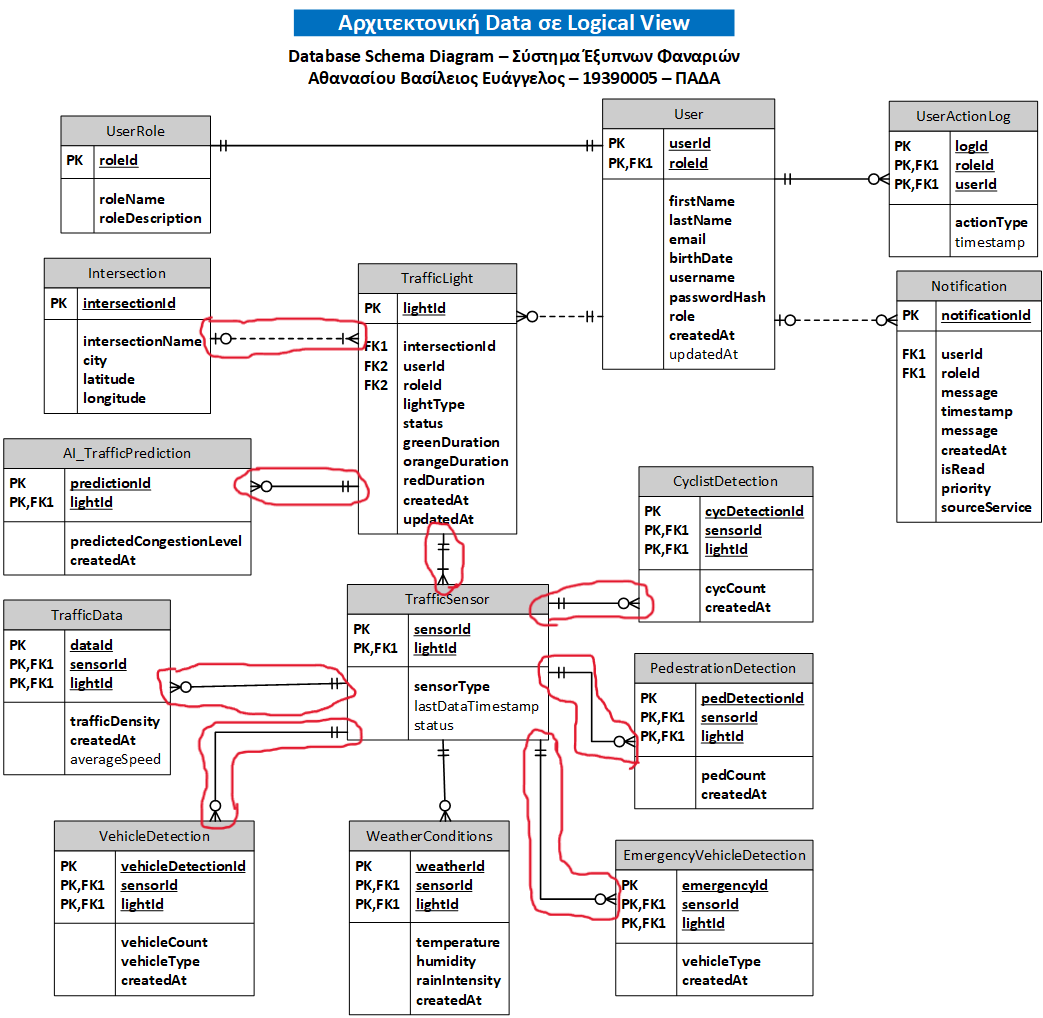 Αρχιτεκτονική Data σε Logical View
Database Schema Diagram – Σύστημα Έξυπνων Φαναριών
Αθανασίου Βασίλειος Ευάγγελος – 19390005 – ΠΑΔΑ
UserRole
PK roleId
roleName
roleDescription
User
PK userId
PK,FK1 roleId
firstName
lastName
email
birthDate
username
passwordHash
role
createdAt
updatedAt
UserActionLog
PK logId
PK,FK1 roleId
PK,FK1 userId
actionType
timestamp
Intersection
PK intersectionId
intersectionName
city
latitude
longitude
TrafficLight
PK lightId
FK1 intersectionId
FK2 userId
FK2 roleId
lightType
status
greenDuration
orangeDuration
redDuration
createdAt
updatedAt
Notification
PK notificationId
FK1 userId
FK1 roleId
message
timestamp
message
createdAt
isRead
priority
sourceService
AI_TrafficPrediction
PK predictionId
PK,FK1 lightId
predictedCongestionLevel
createdAt
CyclistDetection
PK cycDetectionId
PK,FK1 sensorId
PK,FK1 lightId
cycCount
createdAt
TrafficData
PK dataId
PK,FK1 sensorId
PK,FK1 lightId
trafficDensity
createdAt
averageSpeed
TrafficSensor
PK sensorId
PK,FK1 lightId
sensorType
lastDataTimestamp
status
PedestrationDetection
PK pedDetectionId
PK,FK1 sensorId
PK,FK1 lightId
pedCount
createdAt
VehicleDetection
PK vehicleDetectionId
PK,FK1 sensorId
PK,FK1 lightId
vehicleCount
vehicleType
createdAt
WeatherConditions
PK weatherId
PK,FK1 sensorId
PK,FK1 lightId
temperature
humidity
rainIntensity
createdAt
EmergencyVehicleDetection
PK emergencyId
PK,FK1 sensorId
PK,FK1 lightId
vehicleType
createdAt